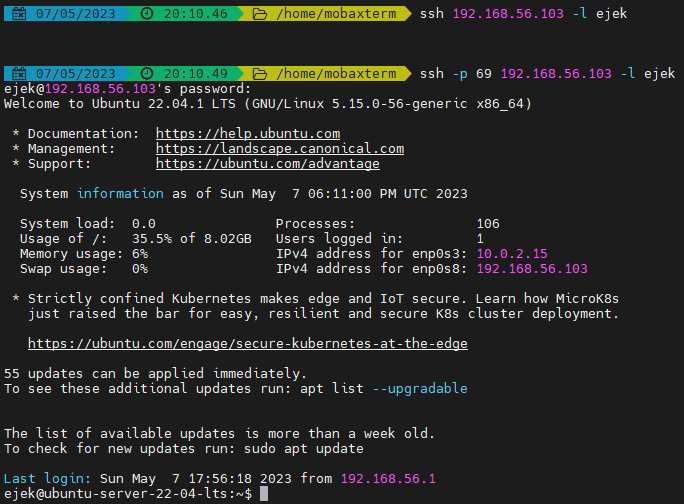 07/05/2023 20:10.46 /home/mobaxterm ssh 192.168.56.103 -l ejek
07/05/2023 20:10.49 /home/mobaxterm ssh -p 69 192.168.56.103 -l ejek
ejek@192.168.56.103's password:
Welcome to Ubuntu 22.04.1 LTS (GNU/Linux 5.15.0-56-generic x86_64)
* Documentation: https://help.ubuntu.com
* Management: https://landscape.canonical.com
* Support: https://ubuntu.com/advantage
System information as of Sun May 7 06:11:00 PM UTC 2023
System load: 0.0 Processes: 106
Usage of /: 35.5% of 8.02GB Users logged in: 1
Memory usage: 6% IPv4 address for enp0s3: 10.0.2.15
Swap usage: 0% IPv4 address for enp0s8: 192.168.56.103
* Strictly confined Kubernetes makes edge and IoT secure. Learn how MicroK8s
just raised the bar for easy, resilient and secure K8s cluster deployment.
https://ubuntu.com/engage/secure-kubernetes-at-the-edge
55 updates can be applied immediately.
To see these additional updates run: apt list --upgradable
The list of available updates is more than a week old.
To check for new updates run: sudo apt update
Last login: Sun May 7 17:56:18 2023 from 192.168.56.1
ejek@ubuntu-server-22-04-lts:~$